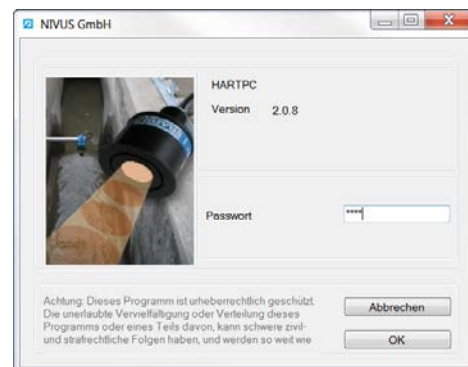 NIVUS GmbH
HARTPC
Version 2.0.8
Passwort ****
Achtung: Dieses Programm ist urheberrechtlich geschützt.
Die unerlaubte Vervielfältigung oder Verteilung dieses
Programms oder eines Teils davon, kann schwere zivil-
und strafrechtliche Folgen haben, und werden so weit wie
Abbrechen
OK